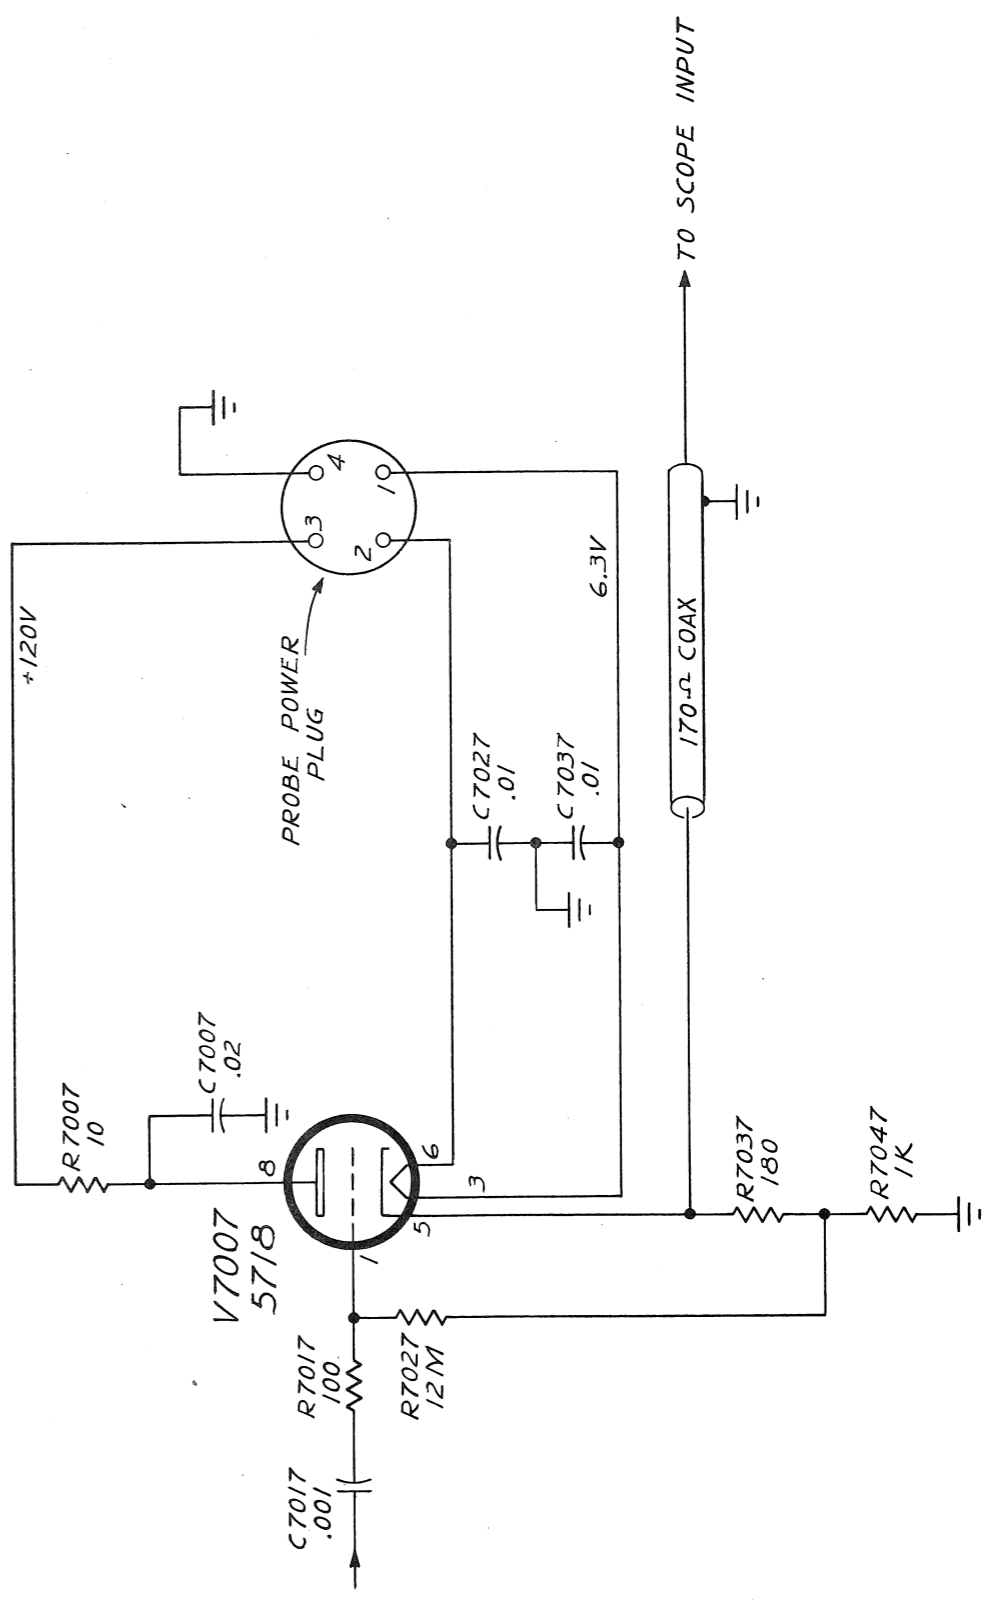 +120V
R7007
10
C7007
.02
V7007
5718
8
1
6
3
5
PROBE POWER
PLUG
3
4
2
1
C7017
.001
R7017
100
R7027
12M
C7027
.01
C7037
.01
6.3V
170Ω COAX
TO SCOPE INPUT
R7037
180
R7047
1K